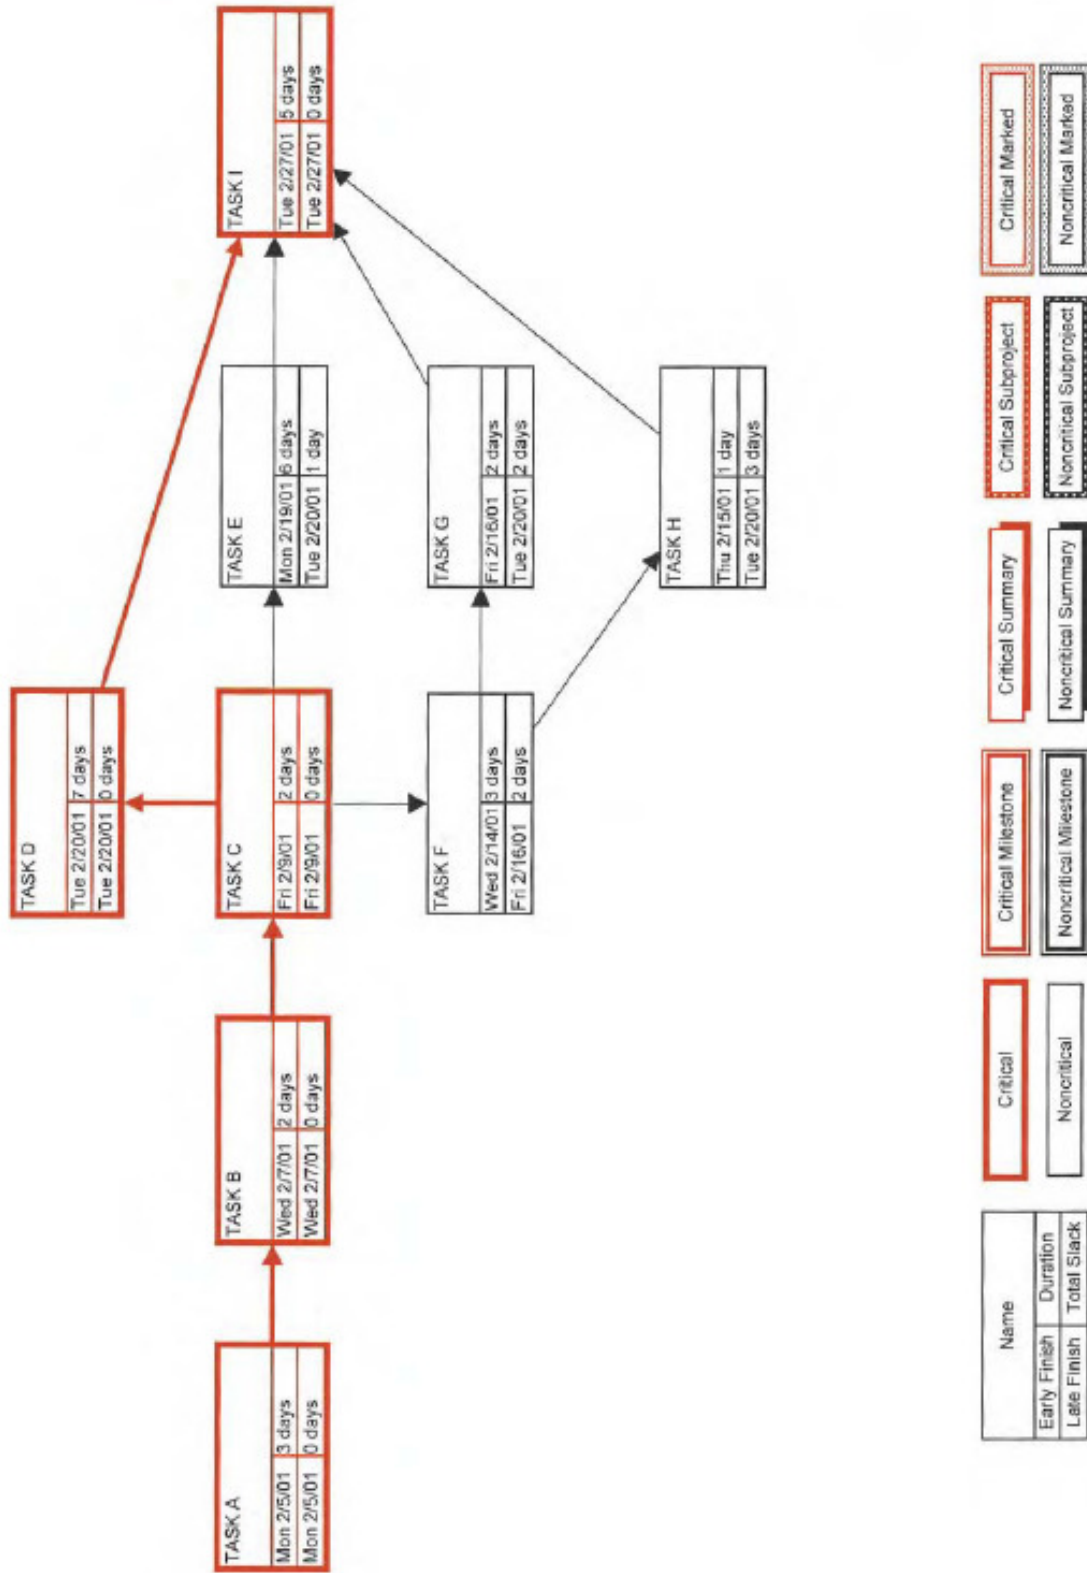 TASK D
Tue 2/20/01 7 days
Tue 2/20/01 0 days
TASK A
Mon 2/5/01 3 days
Mon 2/5/01 0 days
TASK B
Wed 2/7/01 2 days
Wed 2/7/01 0 days
TASK C
Fri 2/9/01 2 days
Fri 2/9/01 0 days
TASK E
Mon 2/19/01 6 days
Tue 2/20/01 1 day
TASK I
Tue 2/27/01 5 days
Tue 2/27/01 0 days
TASK F
Wed 2/14/01 3 days
Fri 2/16/01 2 days
TASK G
Fri 2/16/01 2 days
Tue 2/20/01 2 days
TASK H
Thu 2/15/01 1 day
Tue 2/20/01 3 days
Name
Early Finish Duration
Late Finish Total Slack
Critical
Noncritical
Critical Milestone
Noncritical Milestone
Critical Summary
Noncritical Summary
Critical Subproject
Noncritical Subproject
Critical Marked
Noncritical Marked